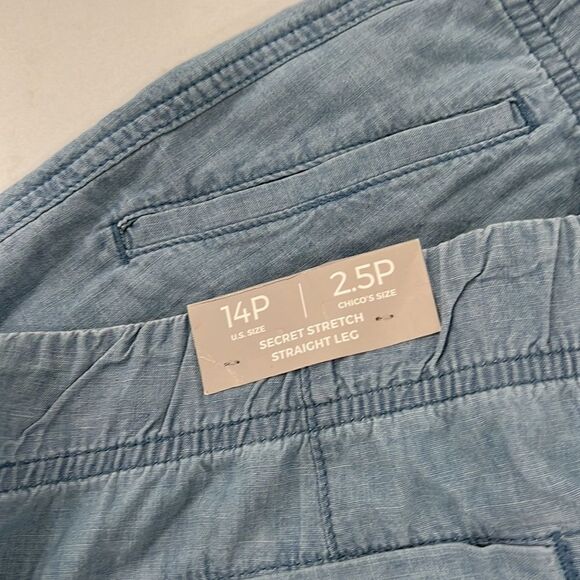 14P | 2.5P
U.S. SIZE CHICO'S SIZE
SECRET STRETCH
STRAIGHT LEG